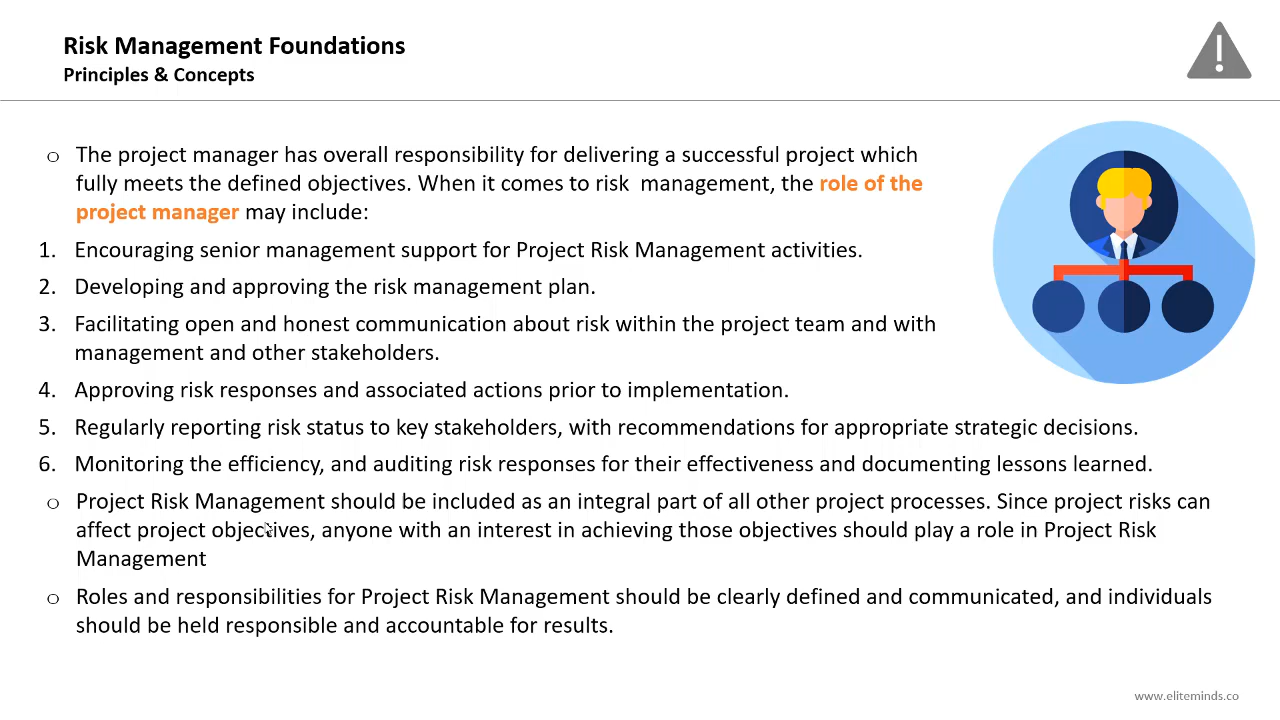 Risk Management Foundations
Principles & Concepts
o The project manager has overall responsibility for delivering a successful project which
fully meets the defined objectives. When it comes to risk  management, the role of the
project manager may include:
1. Encouraging senior management support for Project Risk Management activities.
2. Developing and approving the risk management plan.
3. Facilitating open and honest communication about risk within the project team and with
management and other stakeholders.
4. Approving risk responses and associated actions prior to implementation.
5. Regularly reporting risk status to key stakeholders, with recommendations for appropriate strategic decisions.
6. Monitoring the efficiency, and auditing risk responses for their effectiveness and documenting lessons learned.
o Project Risk Management should be included as an integral part of all other project processes. Since project risks can
affect project objectives, anyone with an interest in achieving those objectives should play a role in Project Risk
Management
o Roles and responsibilities for Project Risk Management should be clearly defined and communicated, and individuals
should be held responsible and accountable for results.
www.eliteminds.co